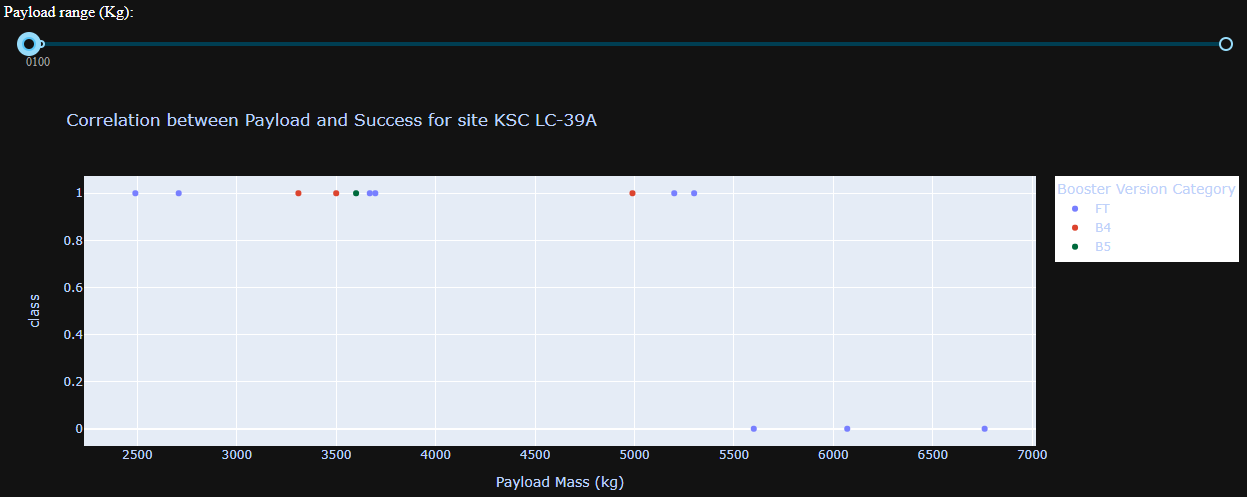 Payload range (Kg):
0100
Correlation between Payload and Success for site KSC LC-39A
Booster Version Category
FT
B4
B5
1
0.8
0.6
0.4
0.2
0
class
2500 3000 3500 4000 4500 5000 5500 6000 6500 7000
Payload Mass (kg)